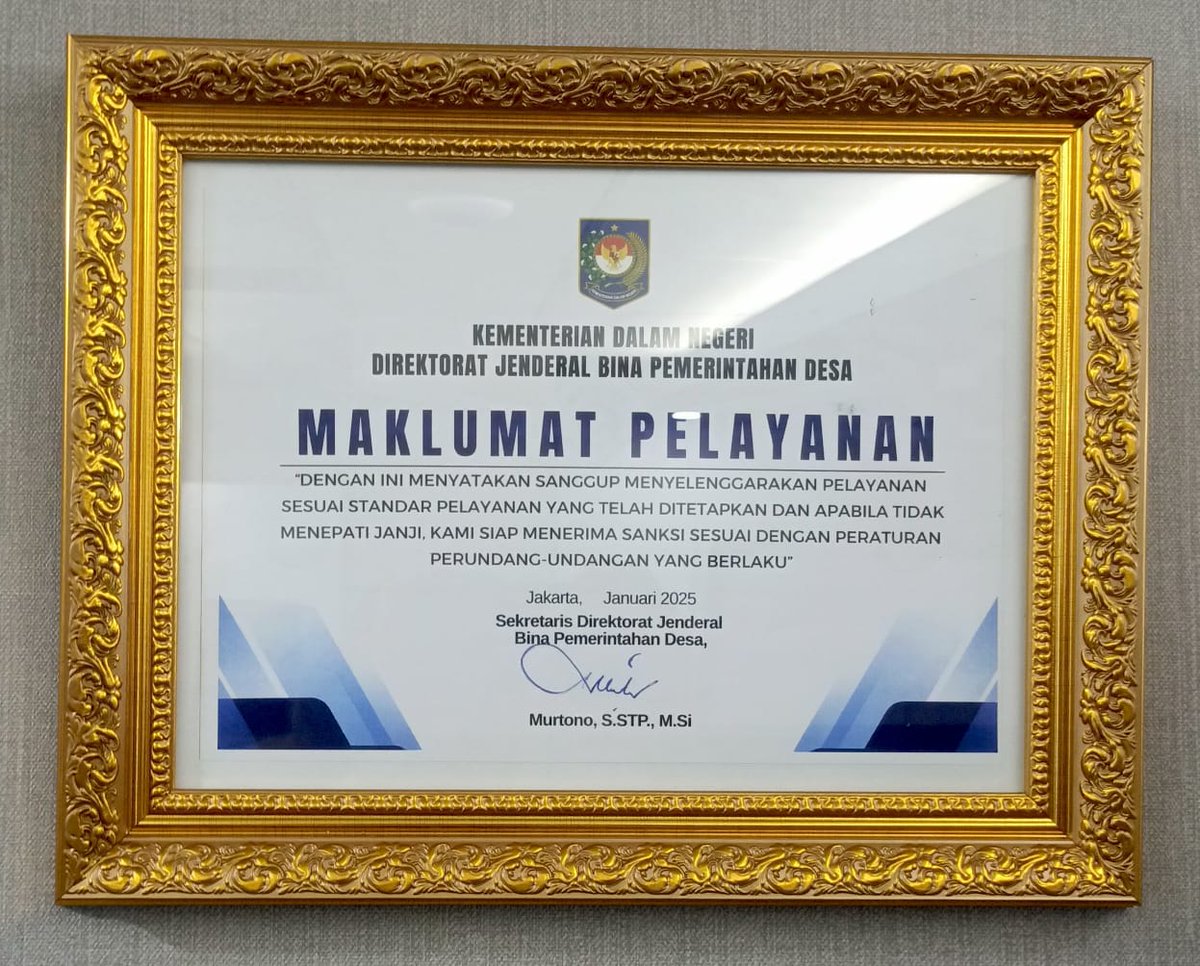 KEMENTERIAN DALAM NEGERI
DIREKTORAT JENDERAL BINA PEMERINTAHAN DESA
MAKLUMAT PELAYANAN
"DENGAN INI MENYATAKAN SANGGUP MENYELENGGARAKAN PELAYANAN
SESUAI STANDAR PELAYANAN YANG TELAH DITETAPKAN DAN APABILA TIDAK
MENEPATI JANJI, KAMI SIAP MENERIMA SANKSI SESUAI DENGAN PERATURAN
PERUNDANG-UNDANGAN YANG BERLAKU"
Jakarta, Januari 2025
Sekretaris Direktorat Jenderal
Bina Pemerintahan Desa,
Murtono, S.STP., M.Si